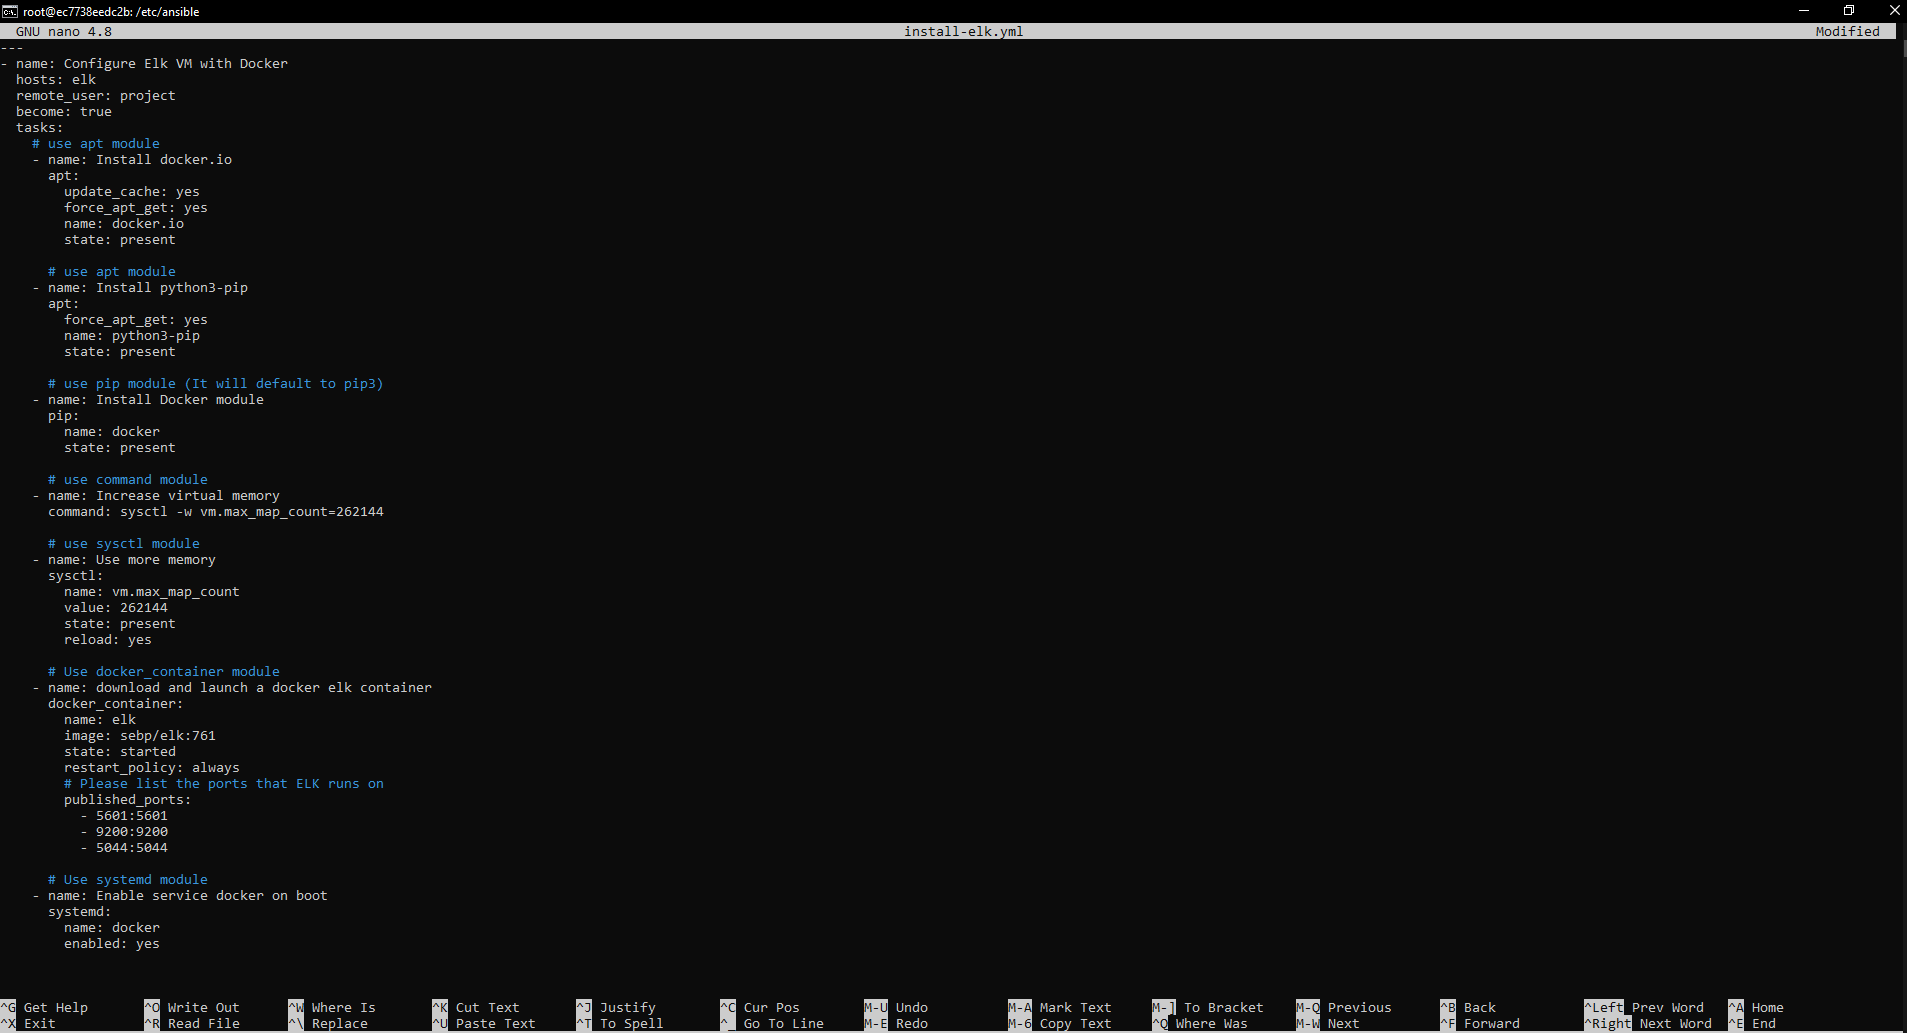 root@ec7738eedc2b: /etc/ansible
GNU nano 4.8 install-elk.yml Modified
---
- name: Configure Elk VM with Docker
  hosts: elk
  remote_user: project
  become: true
  tasks:
    # use apt module
    - name: Install docker.io
      apt:
        update_cache: yes
        force_apt_get: yes
        name: docker.io
        state: present

      # use apt module
    - name: Install python3-pip
      apt:
        force_apt_get: yes
        name: python3-pip
        state: present

      # use pip module (It will default to pip3)
    - name: Install Docker module
      pip:
        name: docker
        state: present

      # use command module
    - name: Increase virtual memory
      command: sysctl -w vm.max_map_count=262144

      # use sysctl module
    - name: Use more memory
      sysctl:
        name: vm.max_map_count
        value: 262144
        state: present
        reload: yes

      # Use docker_container module
    - name: download and launch a docker elk container
      docker_container:
        name: elk
        image: sebp/elk:761
        state: started
        restart_policy: always
        # Please list the ports that ELK runs on
        published_ports:
          - 5601:5601
          - 9200:9200
          - 5044:5044

      # Use systemd module
    - name: Enable service docker on boot
      systemd:
        name: docker
        enabled: yes

^G Get Help ^O Write Out ^W Where Is ^K Cut Text ^J Justify ^C Cur Pos M-U Undo M-A Mark Text M-] To Bracket M-Q Previous ^B Back ^Left Prev Word ^A Home
^X Exit ^R Read File ^\ Replace ^U Paste Text ^T To Spell ^_ Go To Line M-E Redo M-6 Copy Text ^Q Where Was M-W Next ^F Forward ^Right Next Word ^E End